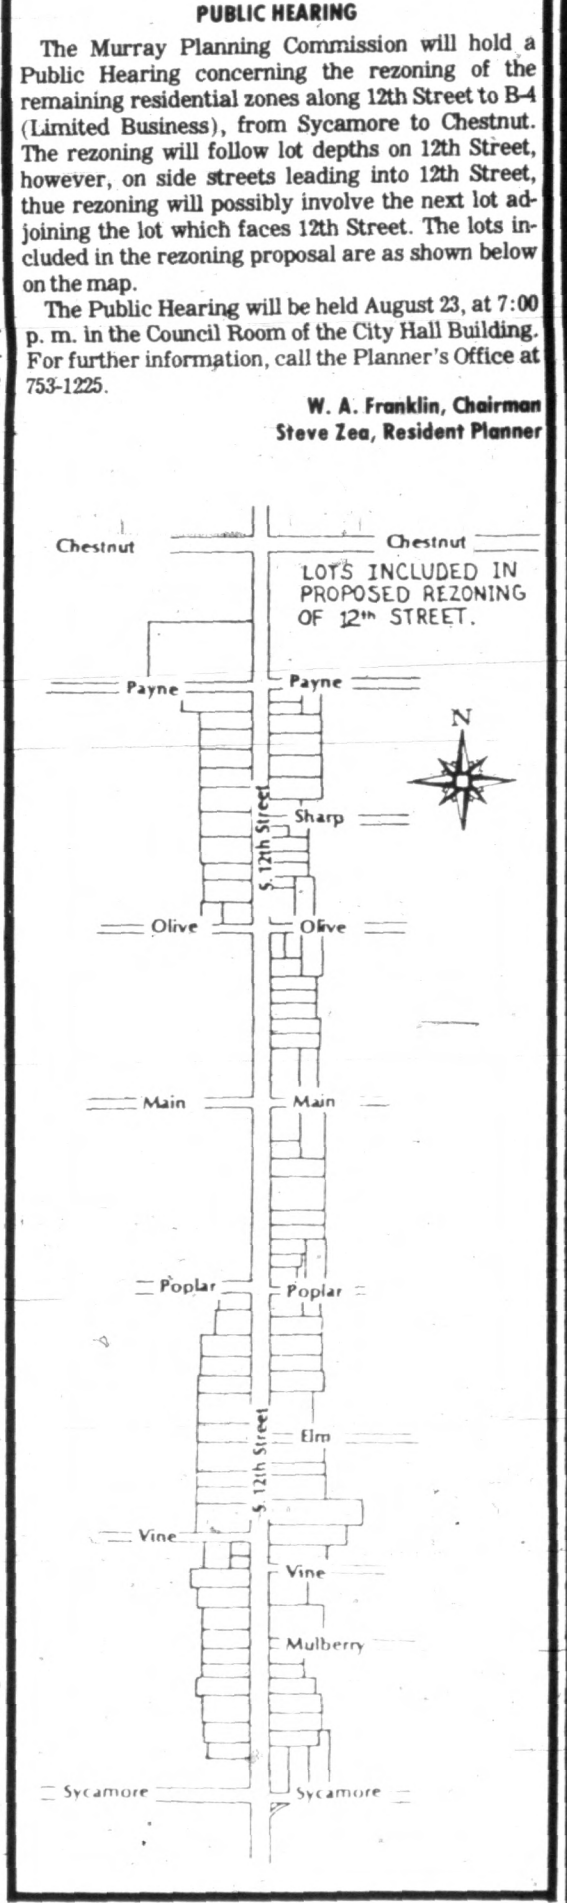 PUBLIC HEARING
The Murray Planning Commission will hold a
Public Hearing concerning the rezoning of the
remaining residential zones along 12th Street to B-4
(Limited Business), from Sycamore to Chestnut.
The rezoning will follow lot depths on 12th Street,
however, on side streets leading into 12th Street,
thue rezoning will possibly involve the next lot ad-
joining the lot which faces 12th Street. The lots in-
cluded in the rezoning proposal are as shown below
on the map.
The Public Hearing will be held August 23, at 7:00
p. m. in the Council Room of the City Hall Building.
For further information, call the Planner's Office at
753-1225.
W. A. Franklin, Chairman
Steve Zea, Resident Planner
Chestnut
Chestnut
LOTS INCLUDED IN
PROPOSED REZONING
OF 12th STREET.
Payne
Payne
N
S. 12th Street
Sharp
Olive
Olive
Main
Main
Poplar
Poplar
S. 12th Street
Elm
Vine
Vine
Mulberry
Sycamore
Sycamore